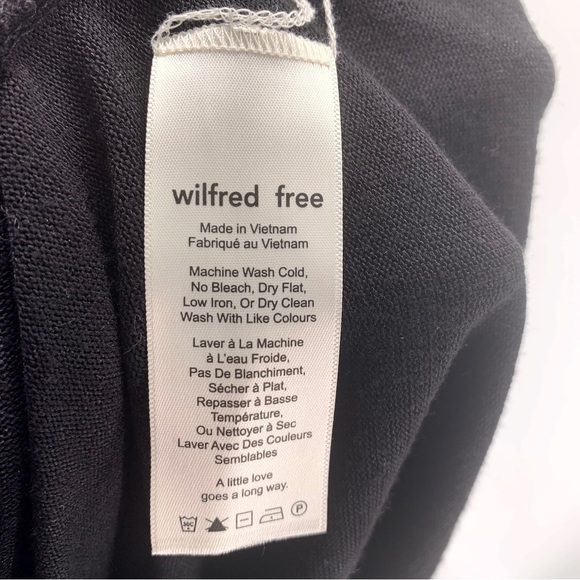 wilfred free
Made in Vietnam
Fabriqué au Vietnam
Machine Wash Cold,
No Bleach, Dry Flat,
Low Iron, Or Dry Clean
Wash With Like Colours
Laver à La Machine
à L'eau Froide,
Pas De Blanchiment,
Sécher à Plat,
Repasser à Basse
Température,
Ou Nettoyer à Sec
Laver Avec Des Couleurs
Semblables
A little love
goes a long way.
30C P